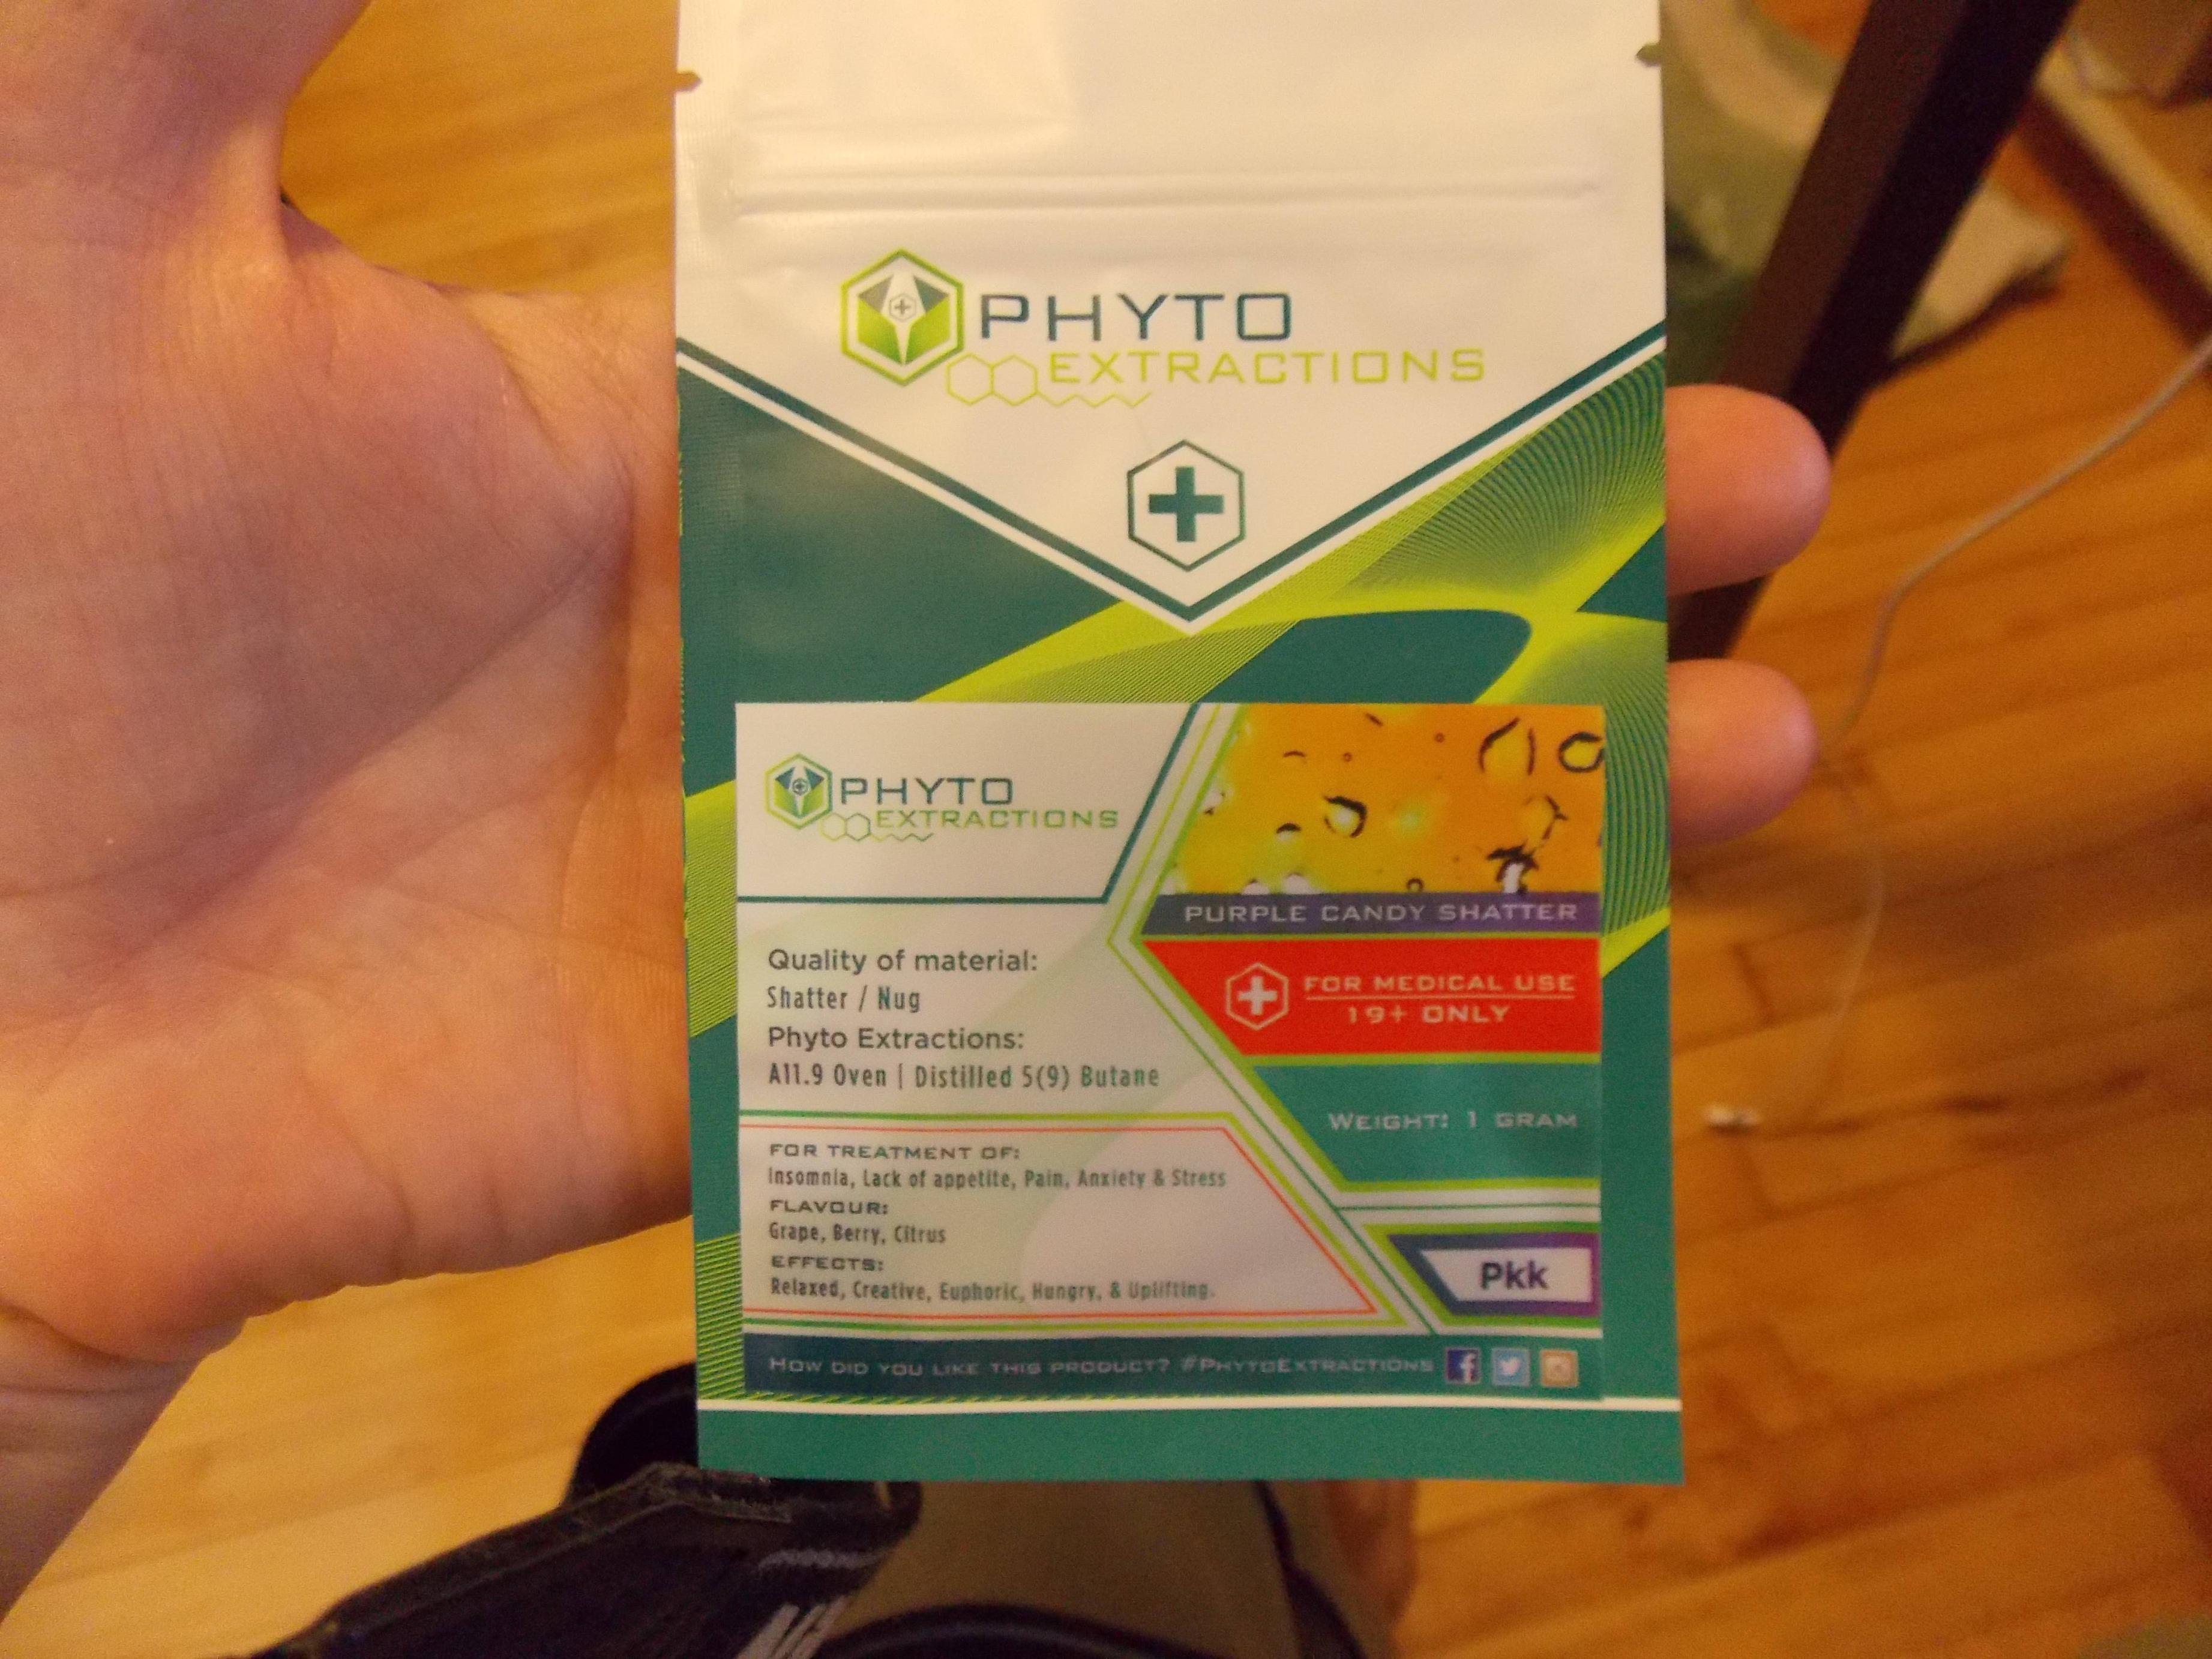 PHYTO
EXTRACTIONS
PHYTO
EXTRACTIONS
PURPLE CANDY SHATTER
FOR MEDICAL USE
19+ ONLY
Quality of material:
Shatter / Nug
Phyto Extractions:
A11.9 Oven | Distilled 5(9) Butane
WEIGHT: 1 GRAM
FOR TREATMENT OF:
Insomnia, Lack of appetite, Pain, Anxiety & Stress
FLAVOUR:
Grape, Berry, Citrus
EFFECTS:
Relaxed, Creative, Euphoric, Hungry, & Uplifting.
Pkk
HOW DID YOU LIKE THIS PRODUCT? #PHYTOEXTRACTIONS